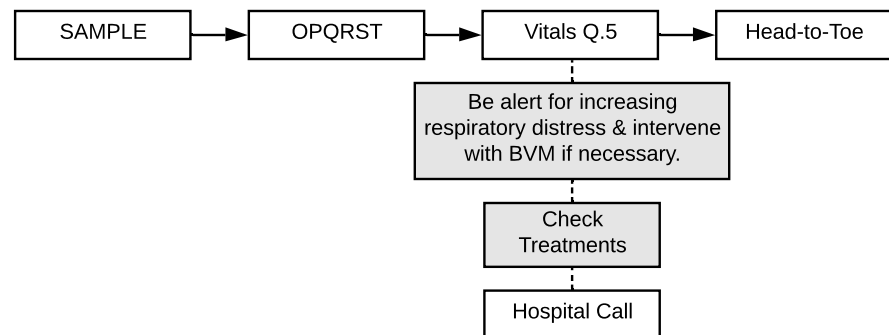 SAMPLE
OPQRST
Vitals Q.5
Head-to-Toe
Be alert for increasing
respiratory distress & intervene
with BVM if necessary.
Check
Treatments
Hospital Call